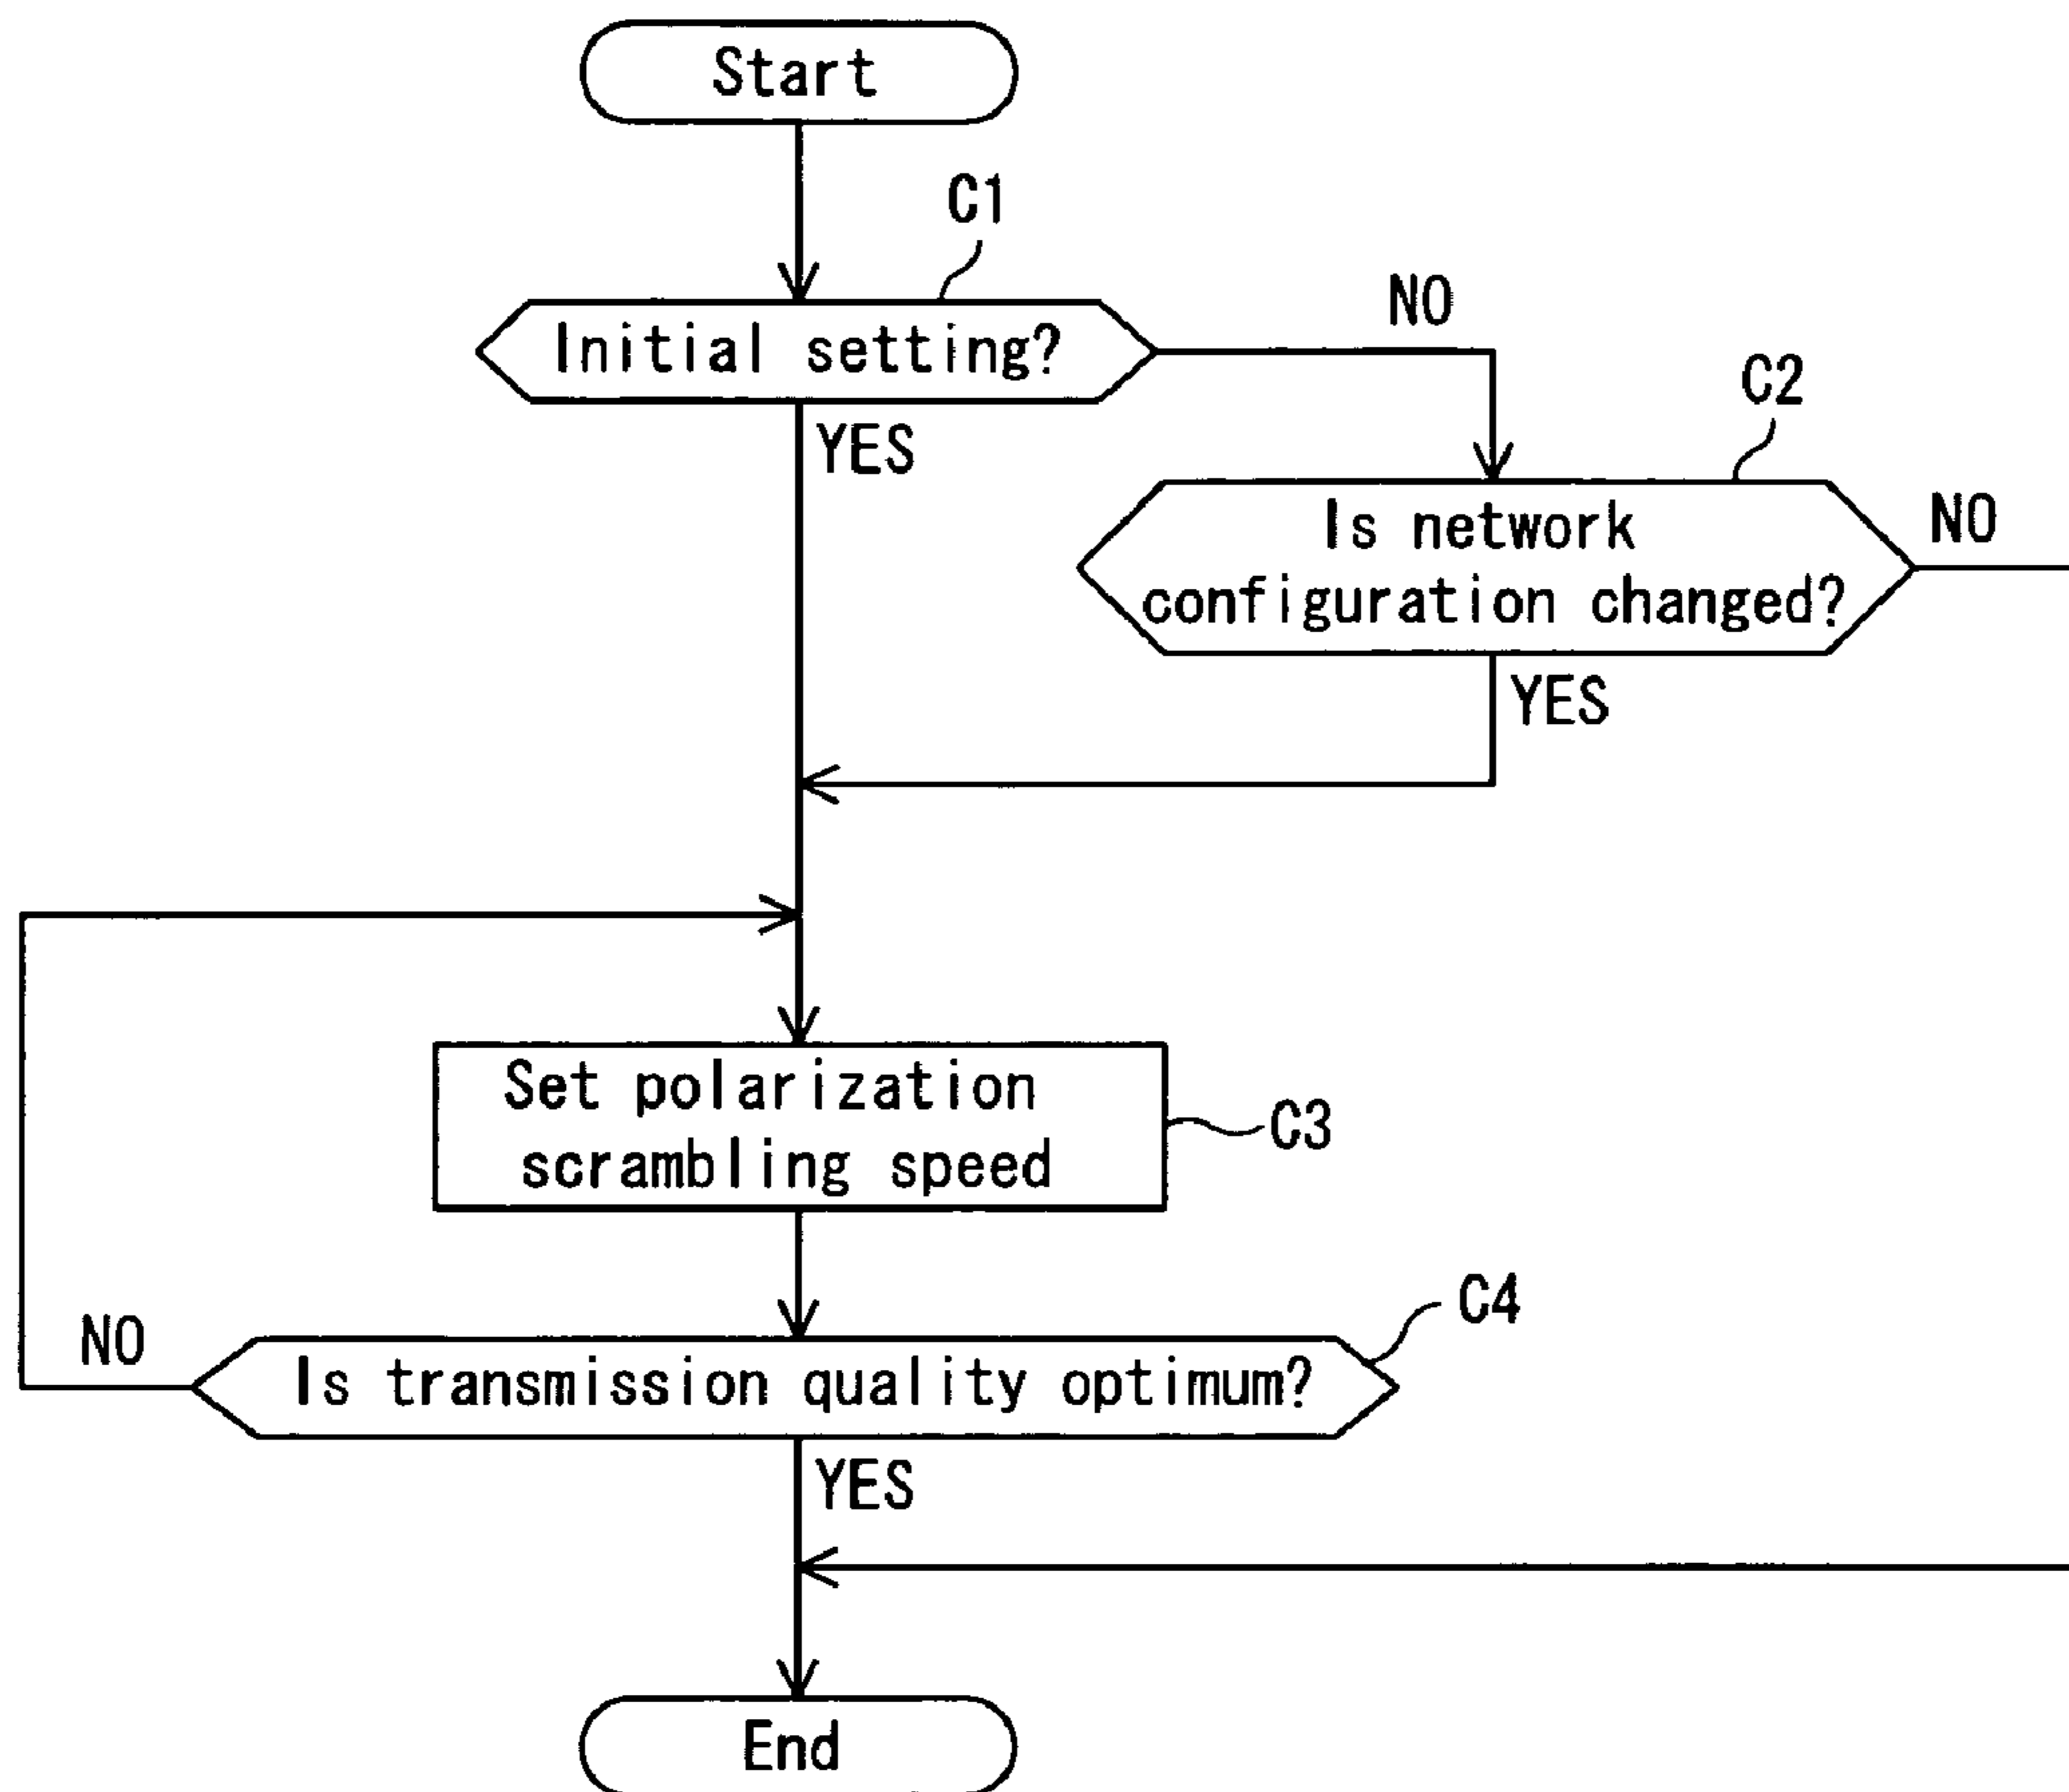 Start
C1
Initial setting?
NO
YES
C2
Is network
configuration changed?
NO
YES
Set polarization
scrambling speed
C3
C4
NO
Is transmission quality optimum?
YES
End